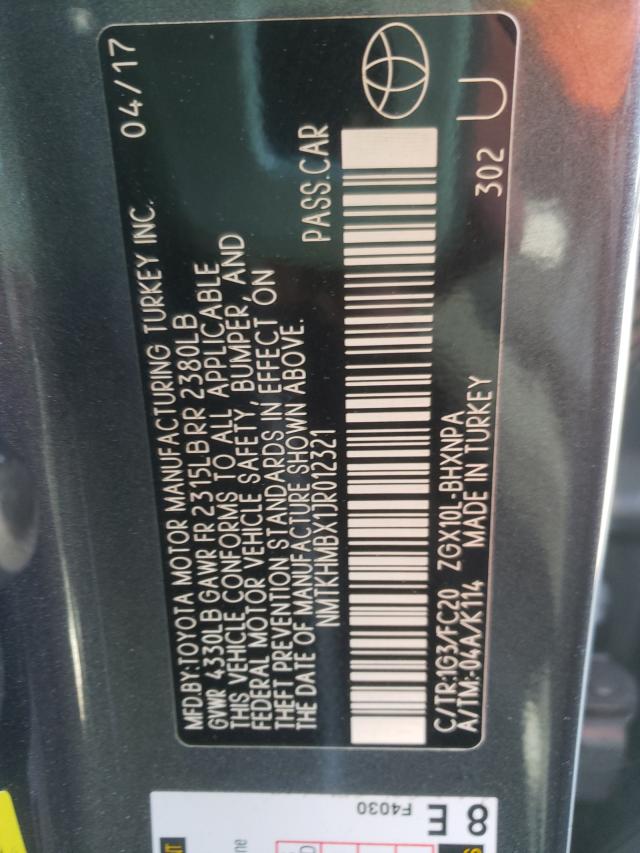 MFD.BY:TOYOTA MOTOR MANUFACTURING TURKEY INC. 04/17
GVWR 4330LB GAWR FR 2315LB RR 2380LB
THIS VEHICLE CONFORMS TO ALL APPLICABLE
FEDERAL MOTOR VEHICLE SAFETY, BUMPER, AND
THEFT PREVENTION STANDARDS IN EFFECT ON
THE DATE OF MANUFACTURE SHOWN ABOVE.
NMTKHMBX1JR012321 PASS.CAR
C/TR:1G3/FC20 ZGX10L-BHXNPA
A/TM:-04A/K114 MADE IN TURKEY 302 U
F4030
8E